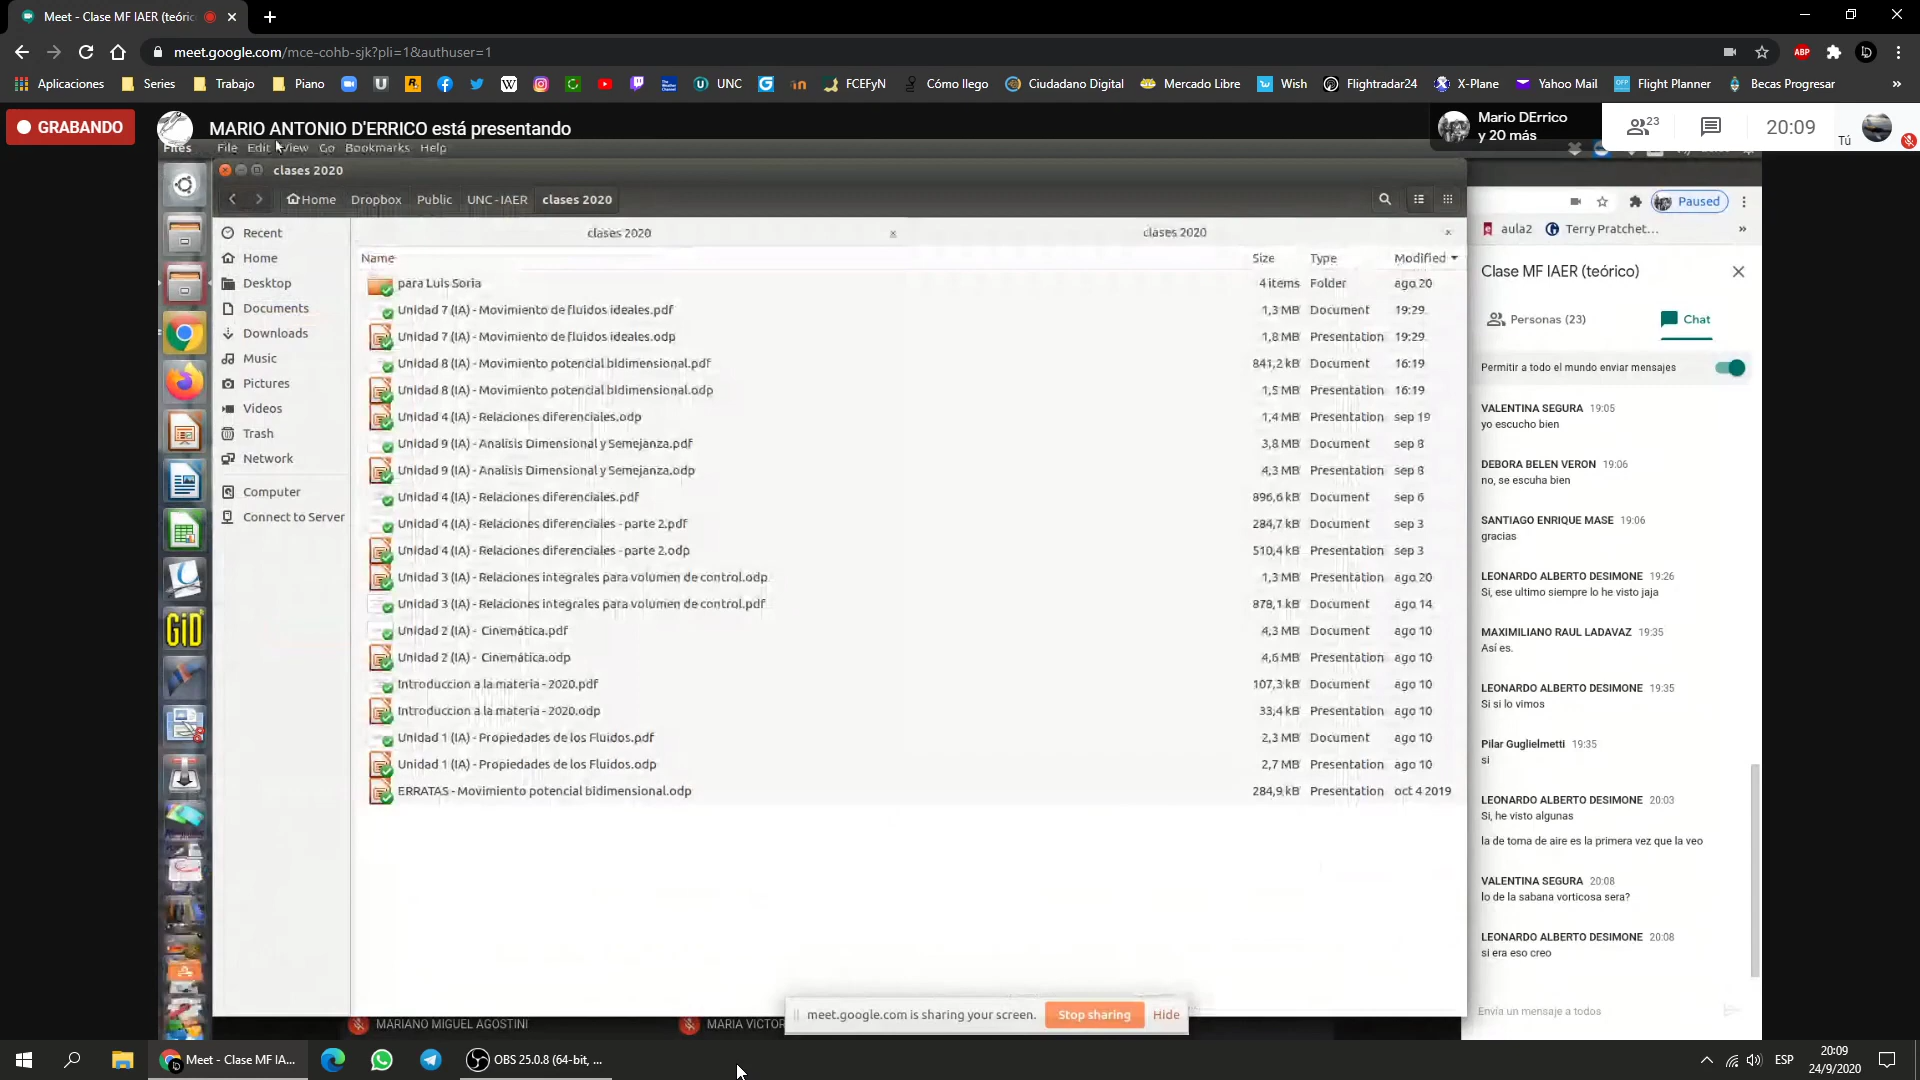 Meet - Clase MF IAER (teóric
meet.google.com/mce-cohb-sjk?pli=1&authuser=1
ABP
Aplicaciones Series Trabajo Piano UNC FCEFyN Cómo llego Ciudadano Digital Mercado Libre Wish Flightradar24 X-Plane Yahoo Mail Flight Planner Becas Progresar »
GRABANDO
MARIO ANTONIO D'ERRICO está presentando
Mario DErrico
y 20 más
23
20:09
Tú
Files File Edit View Go Bookmarks Help
clases 2020
Home Dropbox Public UNC-IAER clases 2020
Recent
Home
Desktop
Documents
Downloads
Music
Pictures
Videos
Trash
Network
Computer
Connect to Server
GiD
clases 2020 clases 2020
Name Size Type Modified
para Luis Soria 4 items Folder ago 20
Unidad 7 (IA) - Movimiento de fluidos ideales.pdf 1,3 MB Document 19:29
Unidad 7 (IA) - Movimiento de fluidos ideales.odp 1,8 MB Presentation 19:29
Unidad 8 (IA) - Movimiento potencial bidimensional.pdf 841,2 kB Document 16:19
Unidad 8 (IA) - Movimiento potencial bidimensional.odp 1,5 MB Presentation 16:19
Unidad 4 (IA) - Relaciones diferenciales.odp 1,4 MB Presentation sep 19
Unidad 9 (IA) - Analisis Dimensional y Semejanza.pdf 3,8 MB Document sep 8
Unidad 9 (IA) - Analisis Dimensional y Semejanza.odp 4,3 MB Presentation sep 8
Unidad 4 (IA) - Relaciones diferenciales.pdf 896,6 kB Document sep 6
Unidad 4 (IA) - Relaciones diferenciales - parte 2.pdf 284,7 kB Document sep 3
Unidad 4 (IA) - Relaciones diferenciales - parte 2.odp 510,4 kB Presentation sep 3
Unidad 3 (IA) - Relaciones integrales para volumen de control.odp 1,3 MB Presentation ago 20
Unidad 3 (IA) - Relaciones integrales para volumen de control.pdf 878,1 kB Document ago 14
Unidad 2 (IA) - Cinemática.pdf 4,3 MB Document ago 10
Unidad 2 (IA) - Cinemática.odp 4,6 MB Presentation ago 10
Introduccion a la materia - 2020.pdf 107,3 kB Document ago 10
Introduccion a la materia - 2020.odp 33,4 kB Presentation ago 10
Unidad 1 (IA) - Propiedades de los Fluidos.pdf 2,3 MB Document ago 10
Unidad 1 (IA) - Propiedades de los Fluidos.odp 2,7 MB Presentation ago 10
ERRATAS - Movimiento potencial bidimensional.odp 284,9 kB Presentation oct 4 2019
Paused
aula2 Terry Pratchet... »
Clase MF IAER (teórico)
Personas (23) Chat
Permitir a todo el mundo enviar mensajes
VALENTINA SEGURA 19:05
yo escucho bien
DEBORA BELEN VERON 19:06
no, se escuha bien
SANTIAGO ENRIQUE MASE 19:06
gracias
LEONARDO ALBERTO DESIMONE 19:26
Si, ese ultimo siempre lo he visto jaja
MAXIMILIANO RAUL LADAVAZ 19:35
Así es.
LEONARDO ALBERTO DESIMONE 19:35
Si si lo vimos
Pilar Guglielmetti 19:35
si
LEONARDO ALBERTO DESIMONE 20:03
Si, he visto algunas
la de toma de aire es la primera vez que la veo
VALENTINA SEGURA 20:08
lo de la sabana vorticosa sera?
LEONARDO ALBERTO DESIMONE 20:08
si era eso creo
Envía un mensaje a todos
MARIANO MIGUEL AGOSTINI
MARIA VICTOR
meet.google.com is sharing your screen. Stop sharing Hide
Meet - Clase MF IA...
OBS 25.0.8 (64-bit, ...
ESP
20:09
24/9/2020